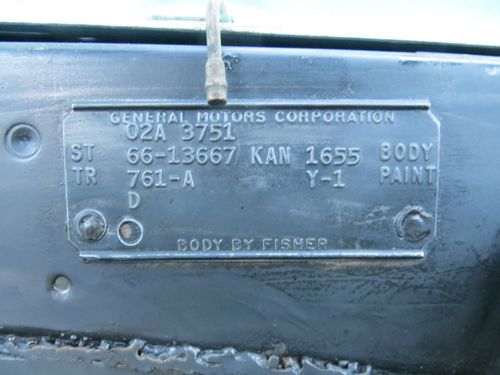 GENERAL MOTORS CORPORATION
02A 3751
ST 66-13667 KAN 1655 BODY
TR 761-A Y-1 PAINT
D
BODY BY FISHER